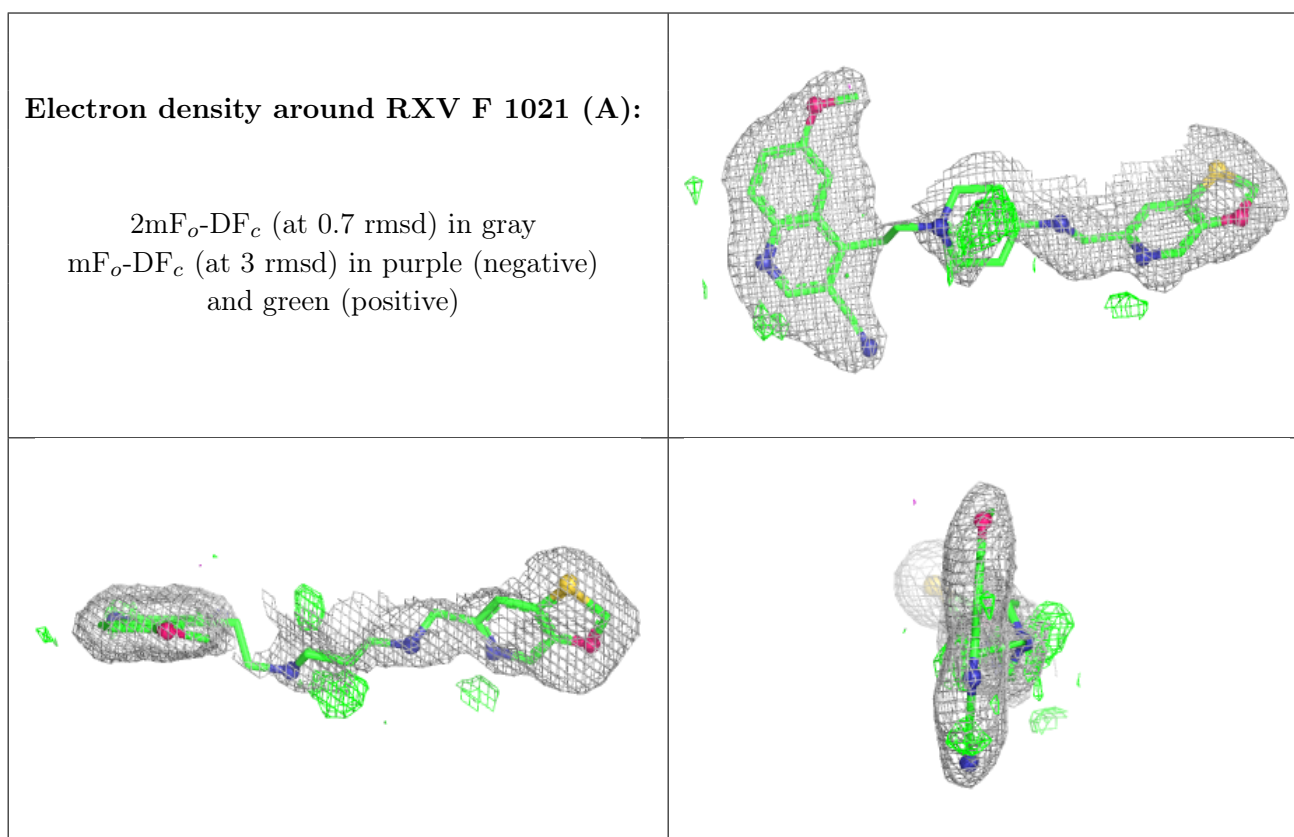 Electron density around RXV F 1021 (A):
2mFₒ-DF𝒸 (at 0.7 rmsd) in gray
mFₒ-DF𝒸 (at 3 rmsd) in purple (negative)
and green (positive)